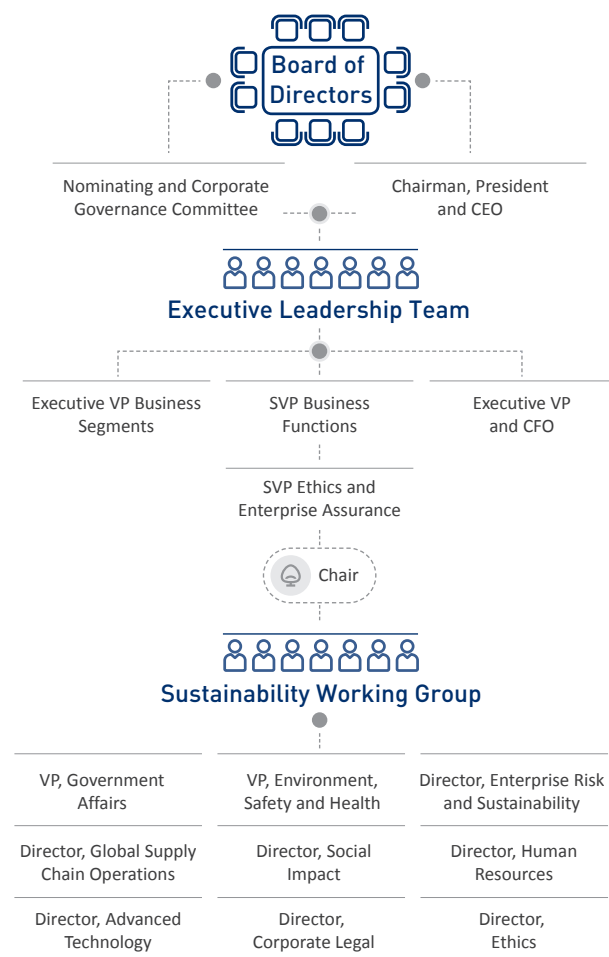 Board of
Directors
Nominating and Corporate
Governance Committee
Chairman, President
and CEO
Executive Leadership Team
Executive VP Business
Segments
SVP Business
Functions
Executive VP
and CFO
SVP Ethics and
Enterprise Assurance
Chair
Sustainability Working Group
VP, Government
Affairs
VP, Environment,
Safety and Health
Director, Enterprise Risk
and Sustainability
Director, Global Supply
Chain Operations
Director, Social
Impact
Director, Human
Resources
Director, Advanced
Technology
Director,
Corporate Legal
Director,
Ethics